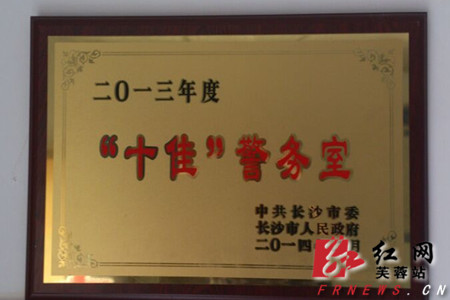 二〇一三年度
“十佳”警务室
中共长沙市委
长沙市人民政府
二〇一四 月
红网
芙蓉站
FRNEWS.CN